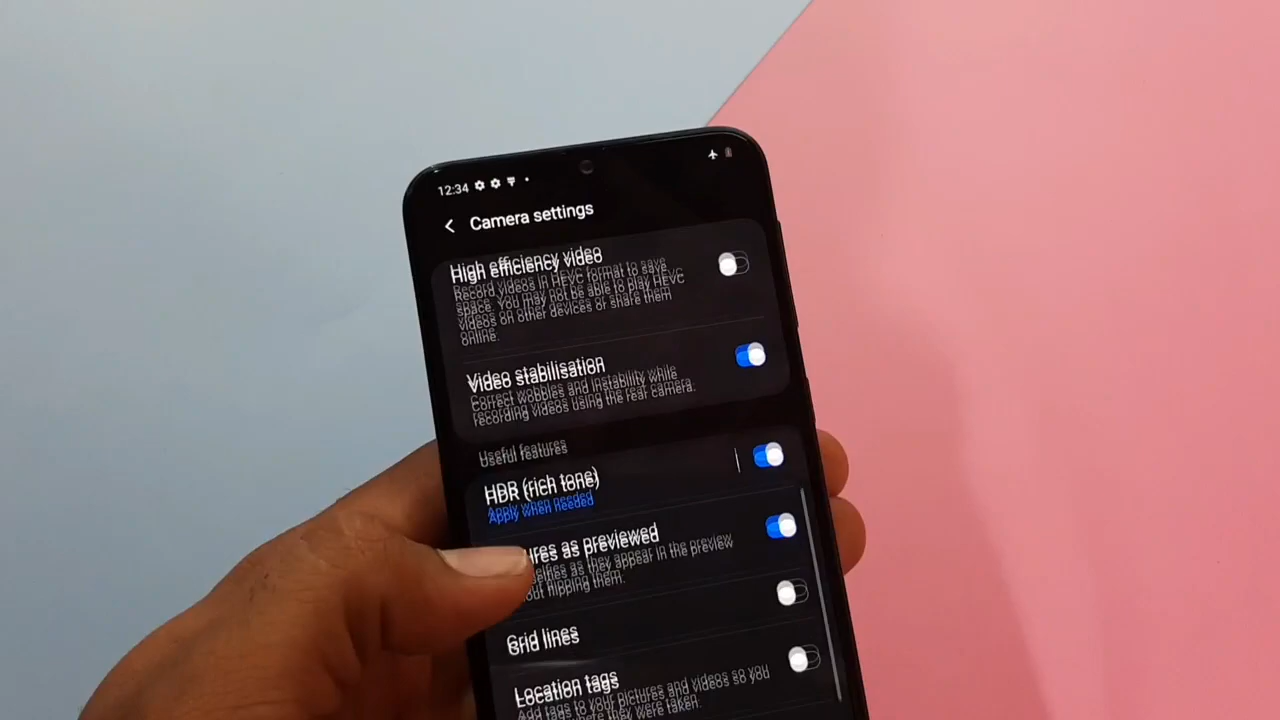 12:34
Camera settings
High efficiency video
Record videos in HEVC format to save
space. You may not be able to play HEVC
videos on other devices or share them
online.
Video stabilisation
Correct wobbles and instability while
recording videos using the rear camera.
Useful features
HDR (rich tone)
Apply when needed
ures as previewed
elfies as they appear in the preview
out flipping them.
Grid lines
Location tags
Add tags to your pictures and videos so you
where they were taken.